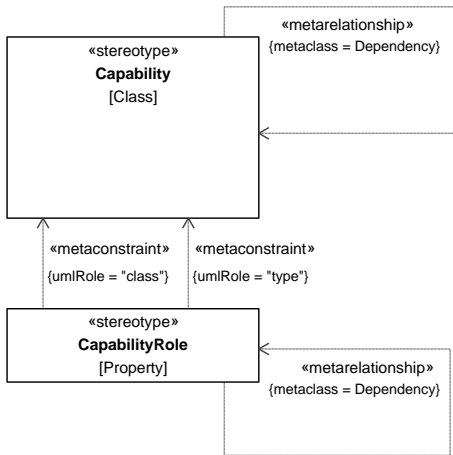 «metarelationship»
{metaclass = Dependency}
«stereotype»
Capability
[Class]
«metaconstraint»
{umlRole = "class"}
«metaconstraint»
{umlRole = "type"}
«stereotype»
CapabilityRole
[Property]
«metarelationship»
{metaclass = Dependency}